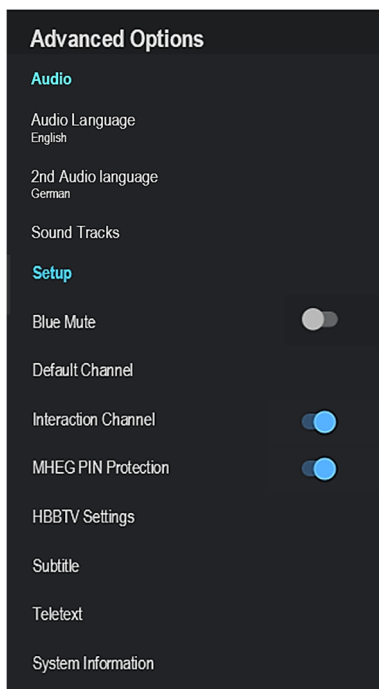 Advanced Options
Audio
Audio Language
English
2nd Audio language
German
Sound Tracks
Setup
Blue Mute
Default Channel
Interaction Channel
MHEG PIN Protection
HBBTV Settings
Subtitle
Teletext
System Information